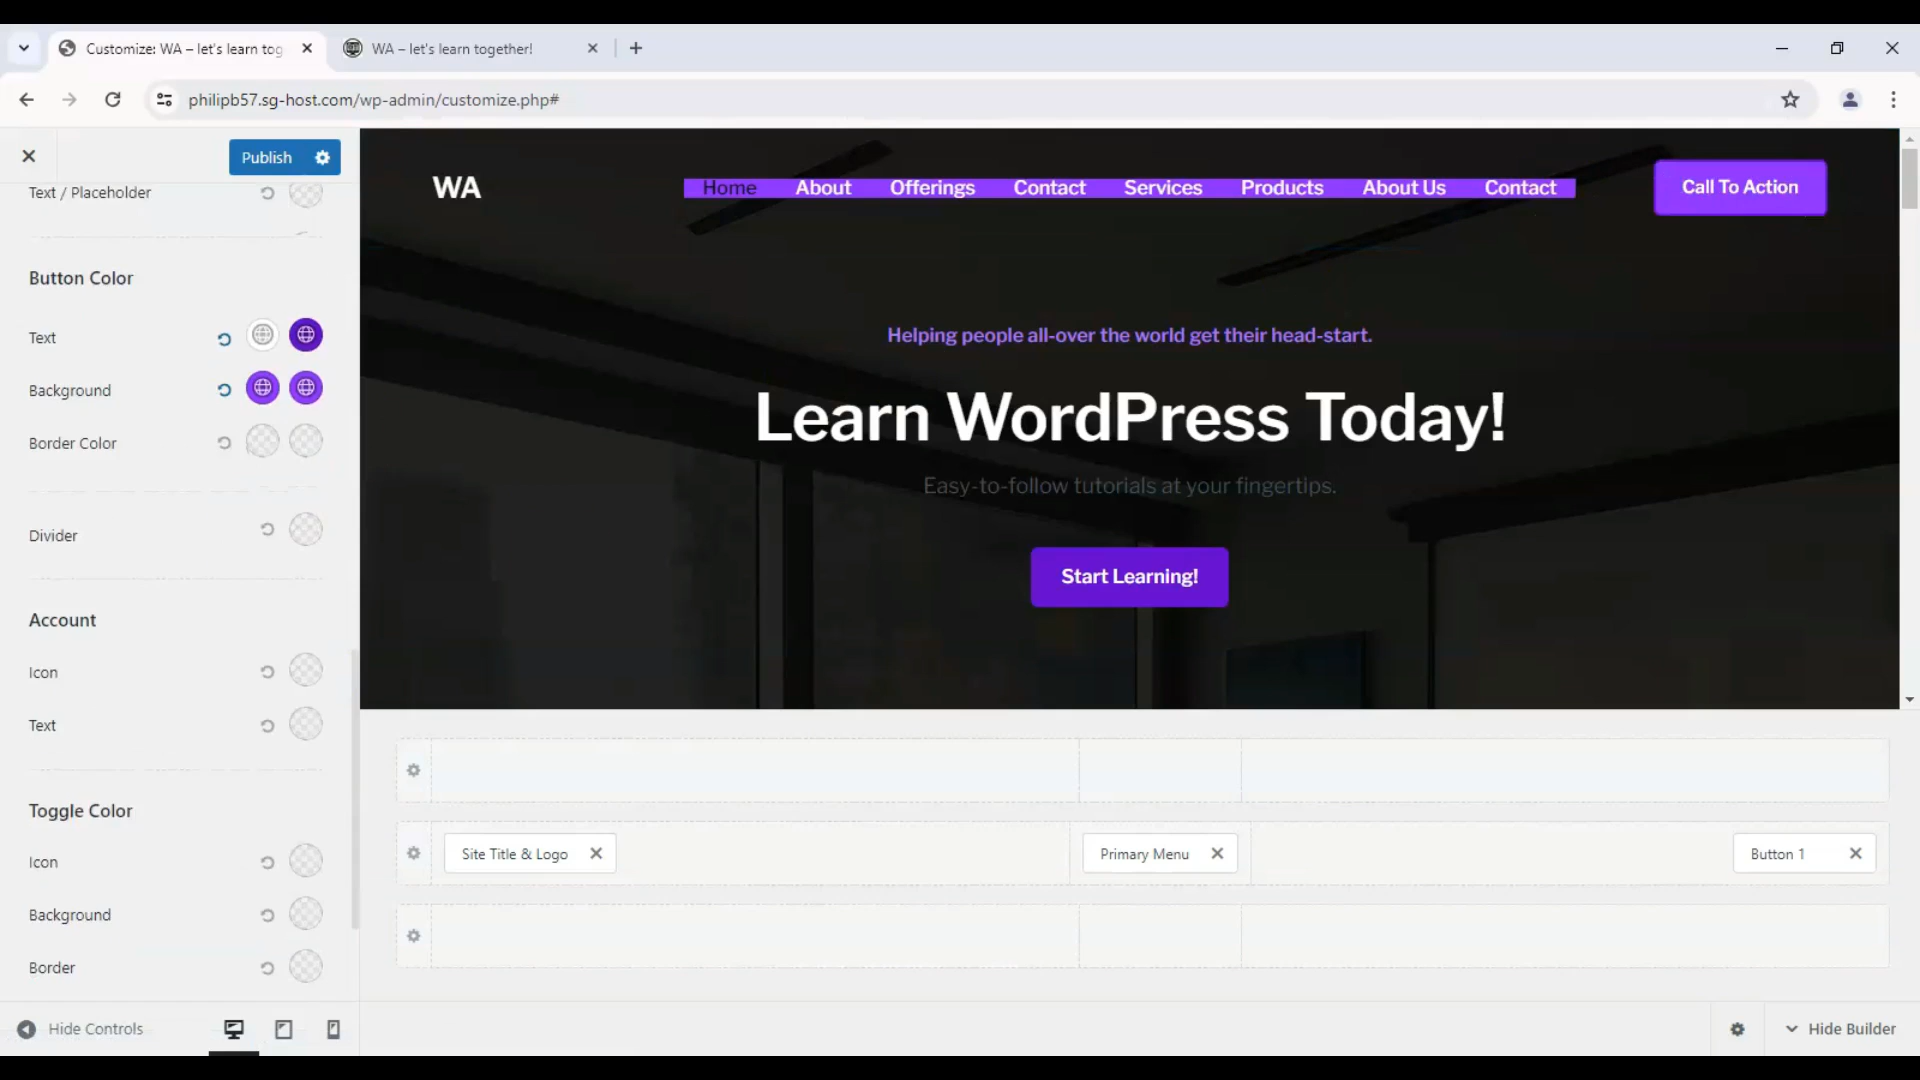 Customize: WA – let's learn tog
WA – let's learn together!
philipb57.sg-host.com/wp-admin/customize.php#
Publish
Text / Placeholder
Button Color
Text
Background
Border Color
Divider
Account
Icon
Text
Toggle Color
Icon
Background
Border
Hide Controls
WA
Home About Offerings Contact Services Products About Us Contact
Call To Action
Helping people all-over the world get their head-start.
Learn WordPress Today!
Easy-to-follow tutorials at your fingertips.
Start Learning!
Site Title & Logo
Primary Menu
Button 1
Hide Builder